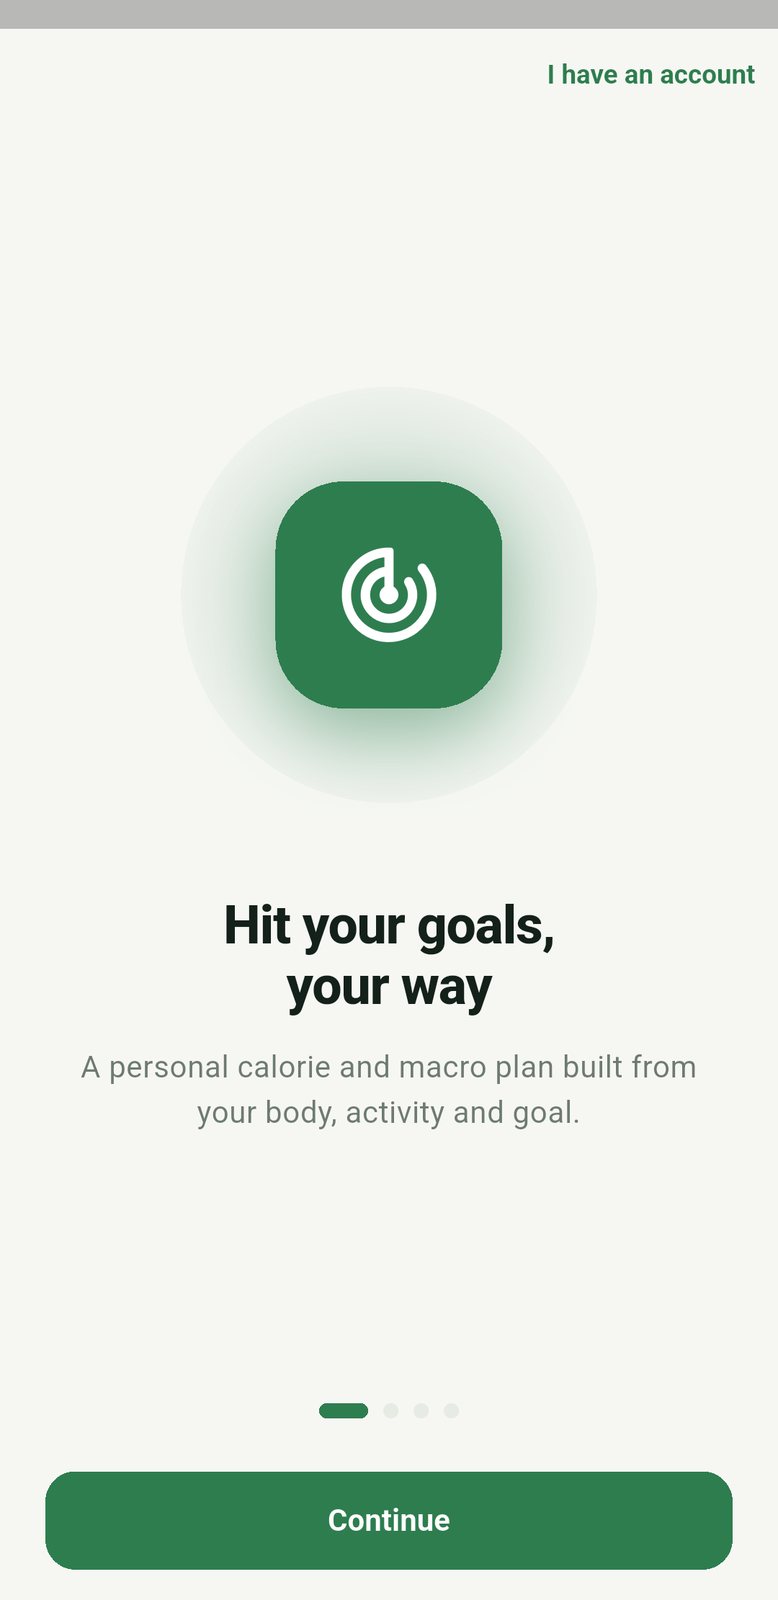 I have an account
Hit your goals,
your way
A personal calorie and macro plan built from
your body, activity and goal.
Continue